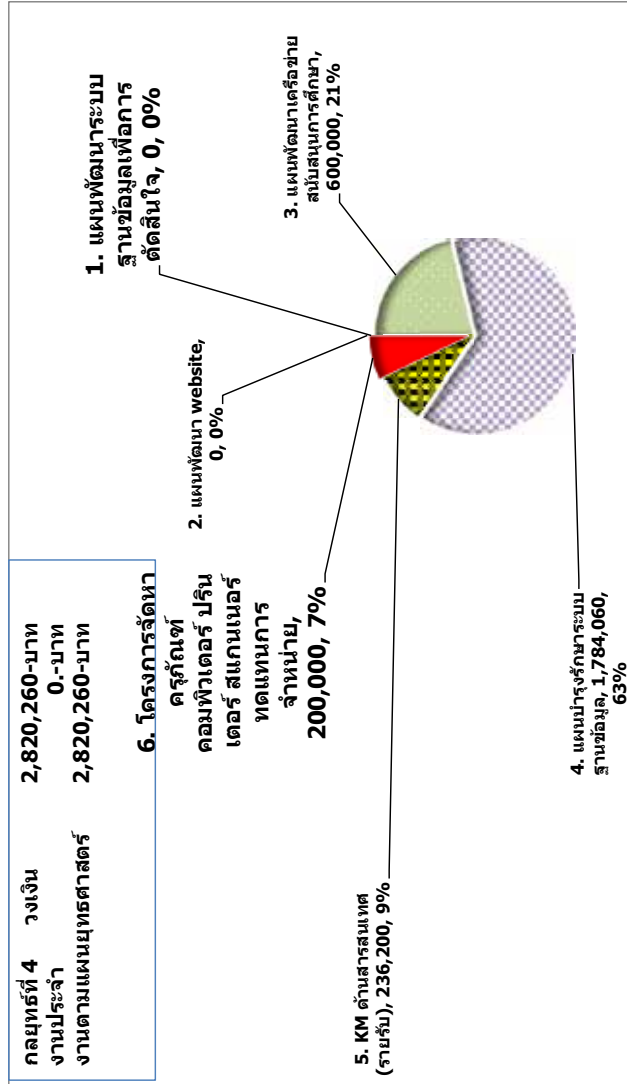 กลยุทธ์ที่ 4 วงเงิน 2,820,260-บาท
งานประจำ 0.-บาท
งานตามแผนยุทธศาสตร์ 2,820,260-บาท
1. แผนพัฒนาระบบ
ฐานข้อมูลเพื่อการ
ตัดสินใจ, 0, 0%
2. แผนพัฒนา website,
0, 0%
3. แผนพัฒนาเครือข่าย
สนับสนุนการศึกษา,
600,000, 21%
4. แผนบำรุงรักษาระบบ
ฐานข้อมูล, 1,784,060,
63%
5. KM ด้านสารสนเทศ
(รายรับ), 236,200, 9%
6. โครงการจัดหา
ครุภัณฑ์
คอมพิวเตอร์ ปริน
เตอร์ สแกนเนอร์
ทดแทนการ
จำหน่าย,
200,000, 7%